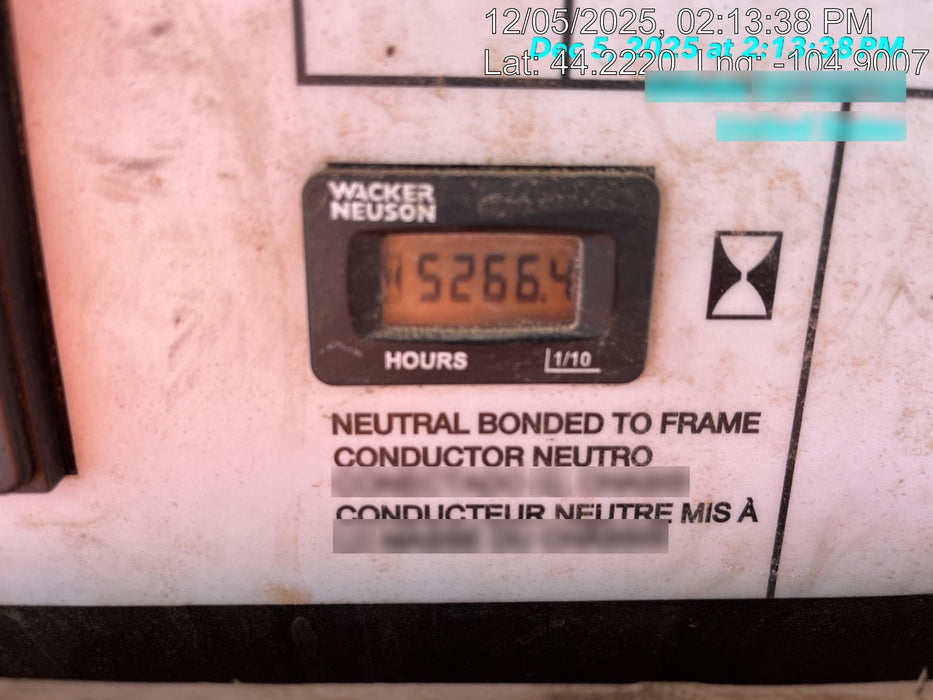 12/05/2025, 02:13:38 PM
Dec 5, 2025 at 2:13:38 PM
Lat: 44.2220, Lng: -104.9007
WACKER
NEUSON
5266.4
HOURS 1/10
NEUTRAL BONDED TO FRAME
CONDUCTOR NEUTRO
CONDUCTEUR NEUTRE MIS À